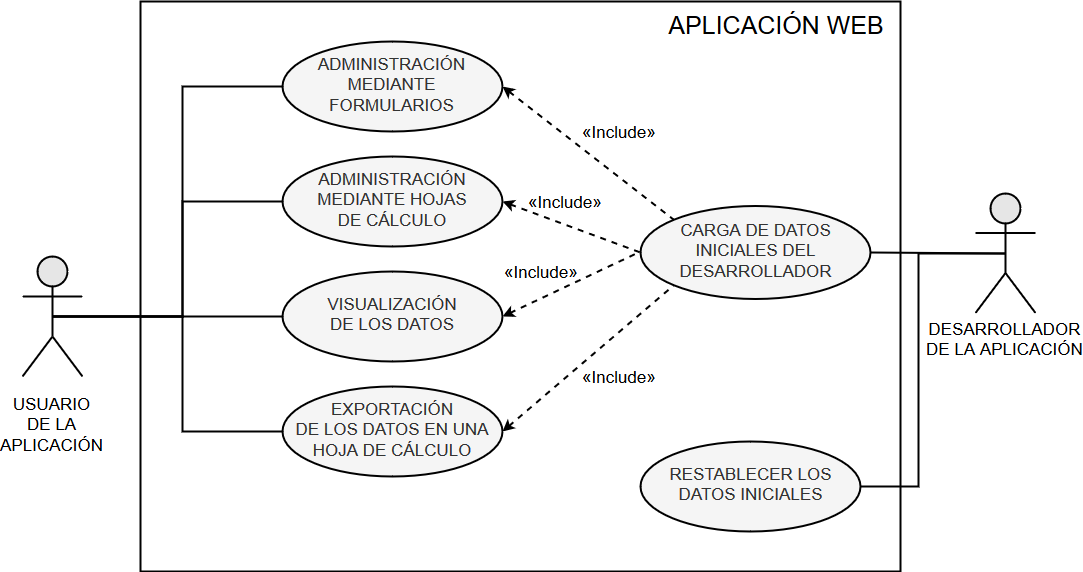 APLICACIÓN WEB
ADMINISTRACIÓN
MEDIANTE
FORMULARIOS
«Include»
ADMINISTRACIÓN
MEDIANTE HOJAS
DE CÁLCULO
«Include»
CARGA DE DATOS
INICIALES DEL
DESARROLLADOR
«Include»
VISUALIZACIÓN
DE LOS DATOS
DESARROLLADOR
DE LA APLICACIÓN
«Include»
USUARIO
DE LA
APLICACIÓN
EXPORTACIÓN
DE LOS DATOS EN UNA
HOJA DE CÁLCULO
RESTABLECER LOS
DATOS INICIALES